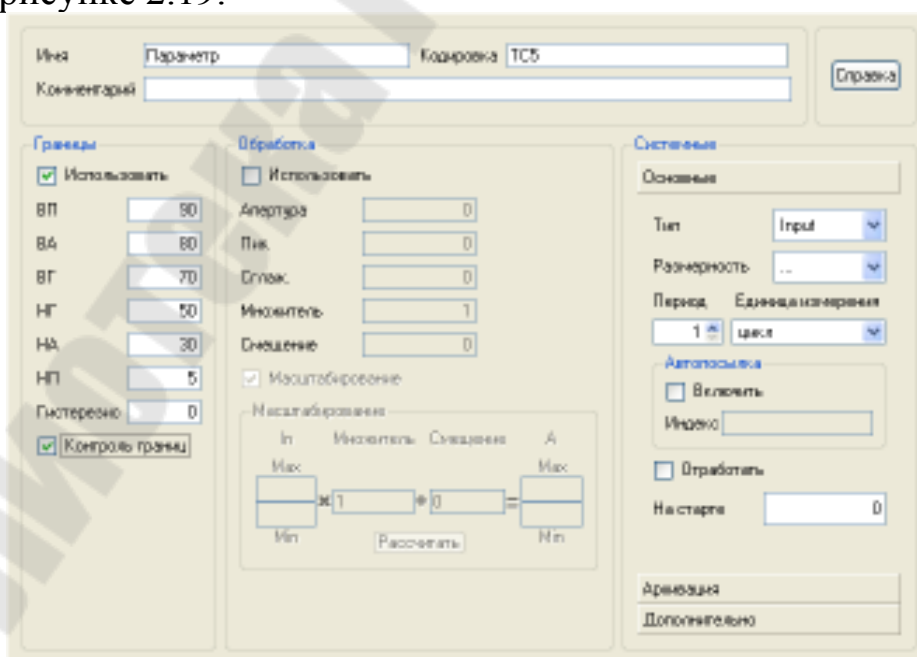 рисунке 2.19.
Имя Параметр Кодировка ТС5
Комментарий
Справка
Границы
Использовать
ВП 90
ВА 80
ВГ 70
НГ 50
НА 30
НП 5
Гистерезис 0
Контроль границ
Обработка
Использовать
Апертура 0
Пик. 0
Сглаж. 0
Множитель 1
Смещение 0
Масштабирование
Масштабирование
In Множитель Смещение A
Max Max
× 1 + 0 =
Min Min
Рассчитать
Системные
Основные
Тип Input
Размерность ...
Период Единица измерения
1 цикл
Автопосылка
Включить
Индекс
Отработать
На старте 0
Архивация
Дополнительно